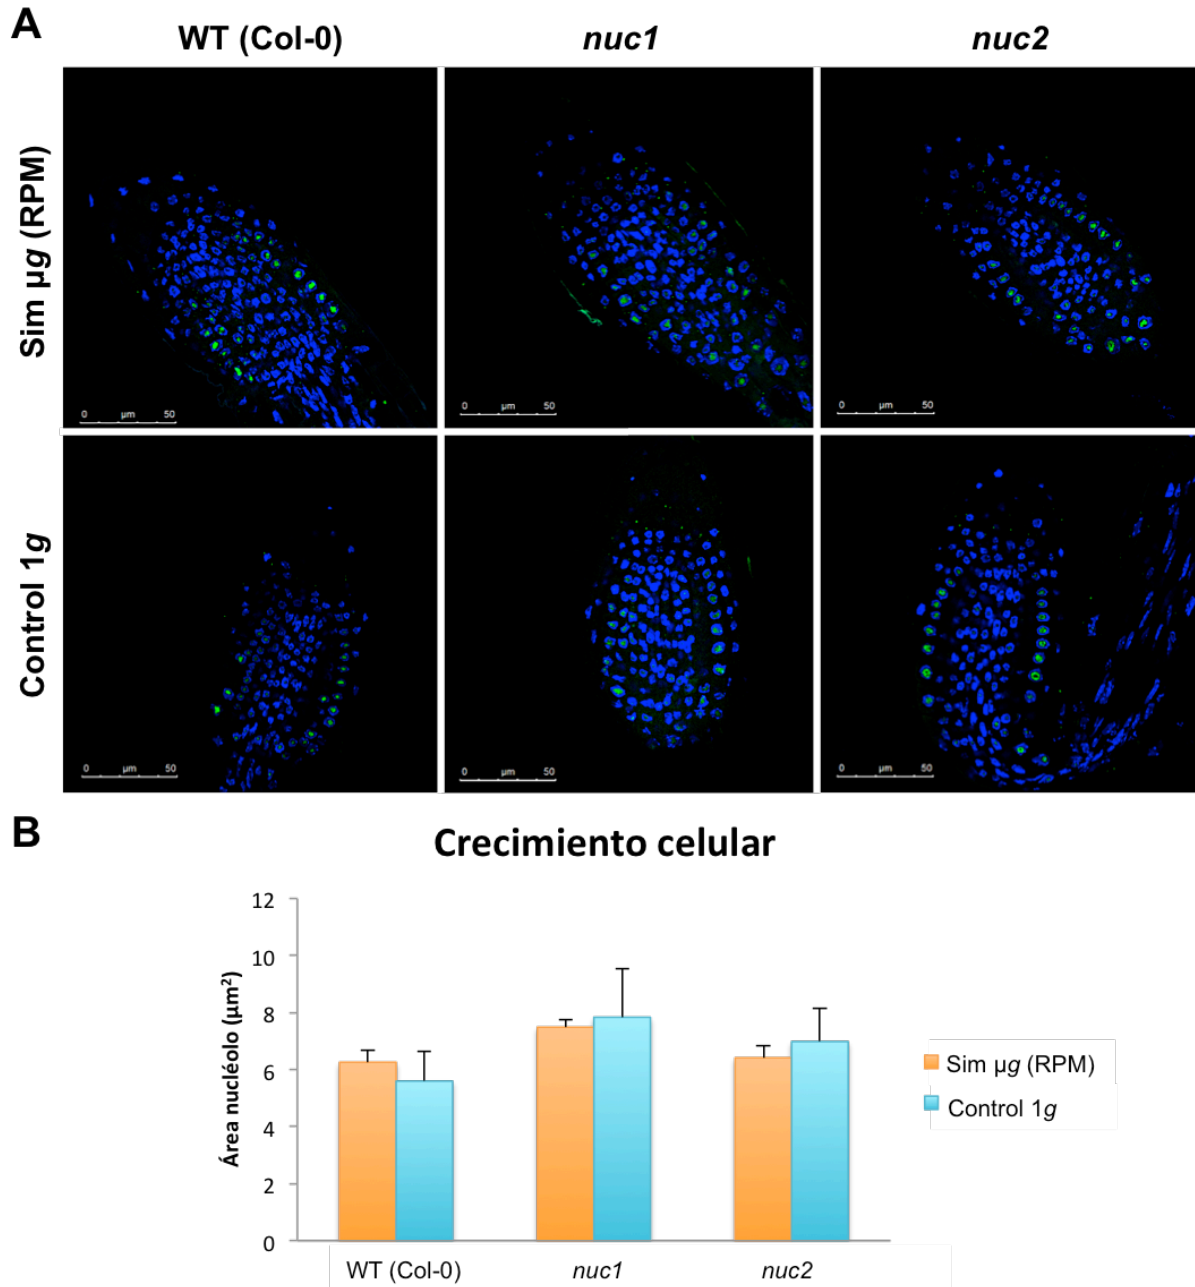 A
WT (Col-0) nuc1 nuc2
Sim µg (RPM)
0 µm 50
0 µm 50
0 µm 50
Control 1g
0 µm 50
0 µm 50
0 µm 50
B
Crecimiento celular
Área nucléolo (µm²)
12
10
8
6
4
2
0
WT (Col-0) nuc1 nuc2
Sim µg (RPM)
Control 1g